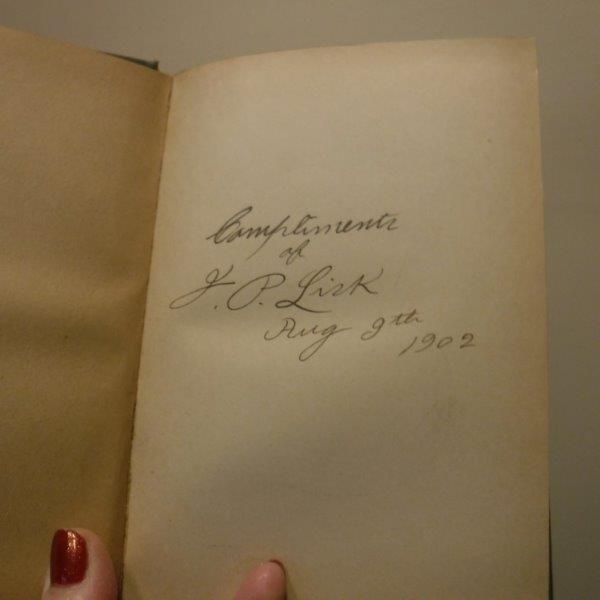 Compliments
of
J. P. Lisk
Aug 9th
1902